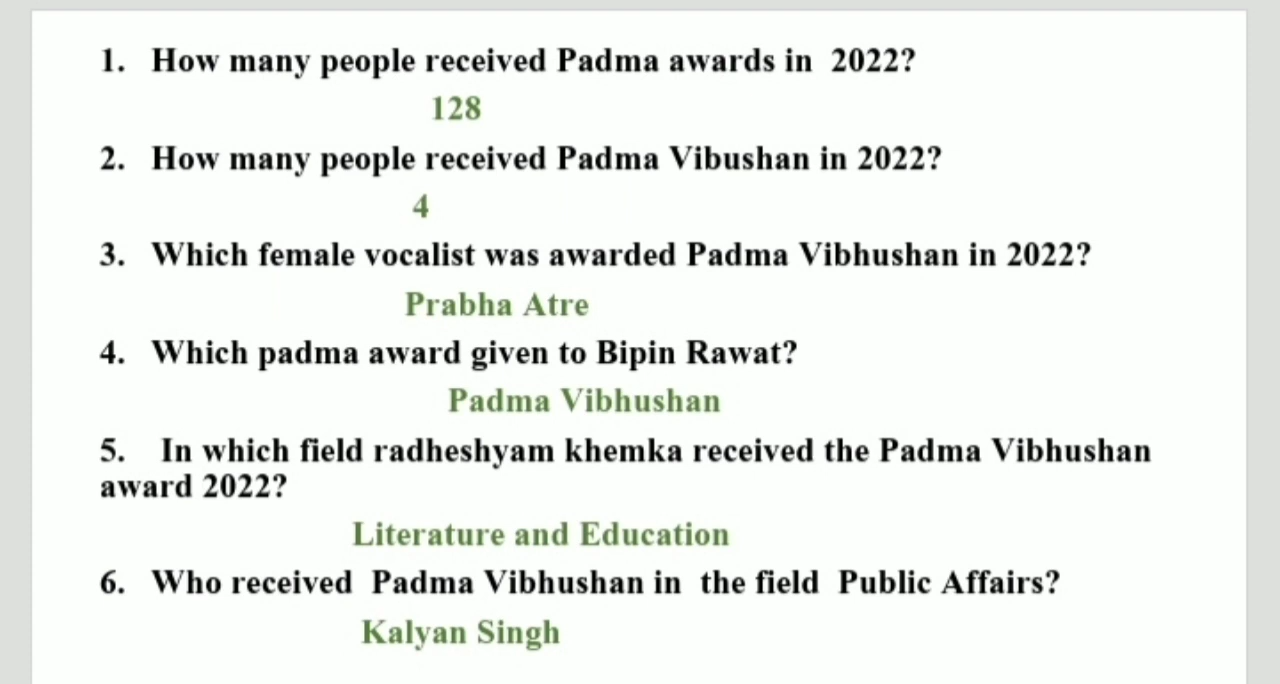 1. How many people received Padma awards in 2022?
128
2. How many people received Padma Vibushan in 2022?
4
3. Which female vocalist was awarded Padma Vibhushan in 2022?
Prabha Atre
4. Which padma award given to Bipin Rawat?
Padma Vibhushan
5. In which field radheshyam khemka received the Padma Vibhushan
award 2022?
Literature and Education
6. Who received Padma Vibhushan in the field Public Affairs?
Kalyan Singh